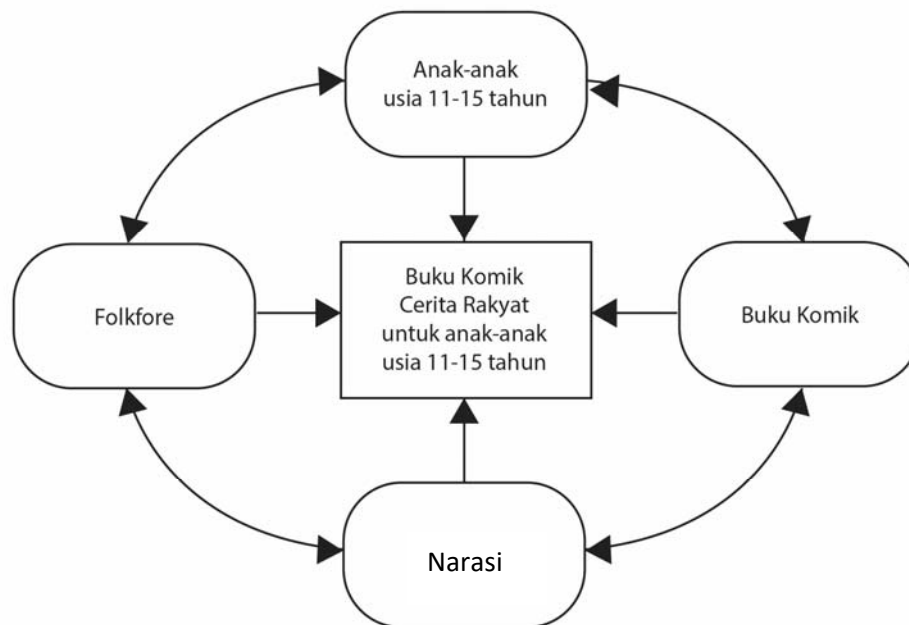 Anak-anak
usia 11-15 tahun
Folkfore
Buku Komik
Cerita Rakyat
untuk anak-anak
usia 11-15 tahun
Buku Komik
Narasi